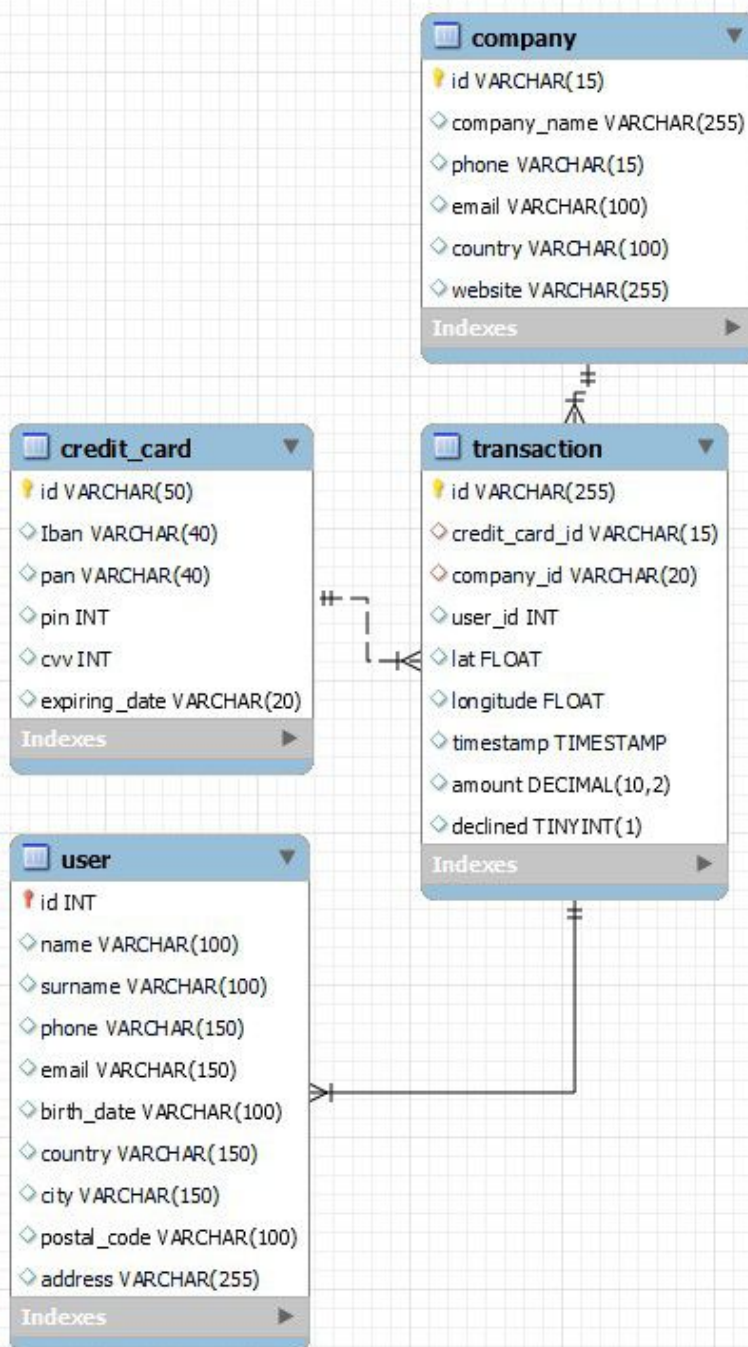 company
id VARCHAR(15)
company_name VARCHAR(255)
phone VARCHAR(15)
email VARCHAR(100)
country VARCHAR(100)
website VARCHAR(255)
Indexes
credit_card
id VARCHAR(50)
Iban VARCHAR(40)
pan VARCHAR(40)
pin INT
cvv INT
expiring_date VARCHAR(20)
Indexes
transaction
id VARCHAR(255)
credit_card_id VARCHAR(15)
company_id VARCHAR(20)
user_id INT
lat FLOAT
longitude FLOAT
timestamp TIMESTAMP
amount DECIMAL(10,2)
declined TINYINT(1)
Indexes
user
id INT
name VARCHAR(100)
surname VARCHAR(100)
phone VARCHAR(150)
email VARCHAR(150)
birth_date VARCHAR(100)
country VARCHAR(150)
city VARCHAR(150)
postal_code VARCHAR(100)
address VARCHAR(255)
Indexes